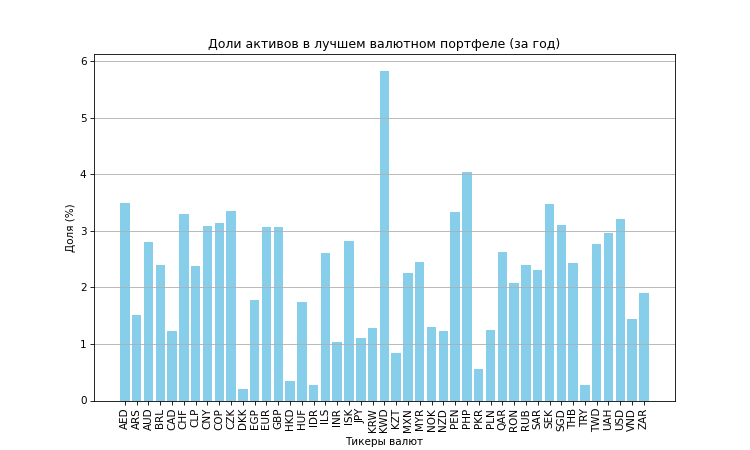 Доли активов в лучшем валютном портфеле (за год)
Доля (%)
6
5
4
3
2
1
0
AED ARS AUD BRL CAD CHF CLP CNY COP CZK DKK EGP EUR GBP HKD HUF IDR ILS INR ISK JPY KRW KWD KZT MXN MYR NOK NZD PEN PHP PKR PLN QAR RON RUB SAR SEK SGD THB TRY TWD UAH USD VND ZAR
Тикеры валют